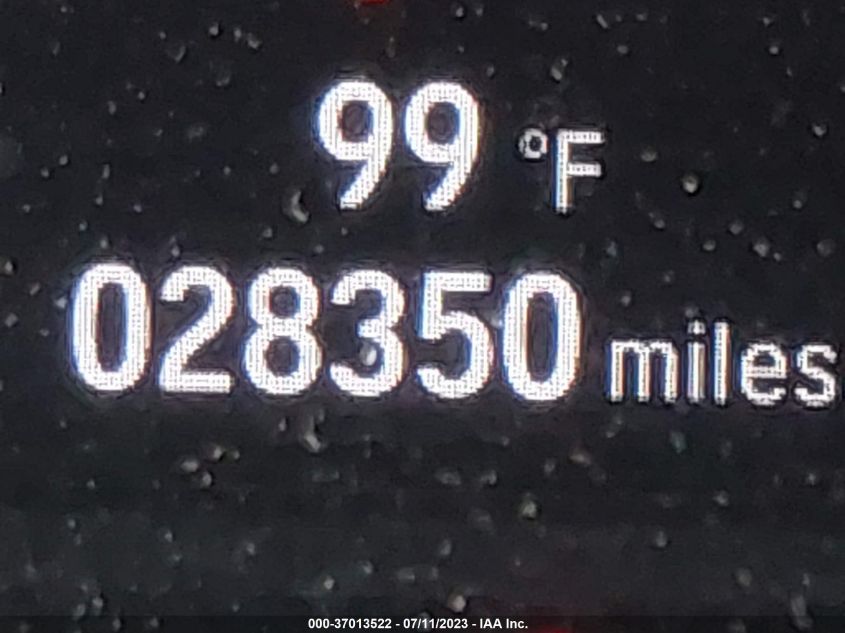 99 °F
028350 miles
000-37013522 - 07/11/2023 - IAA Inc.